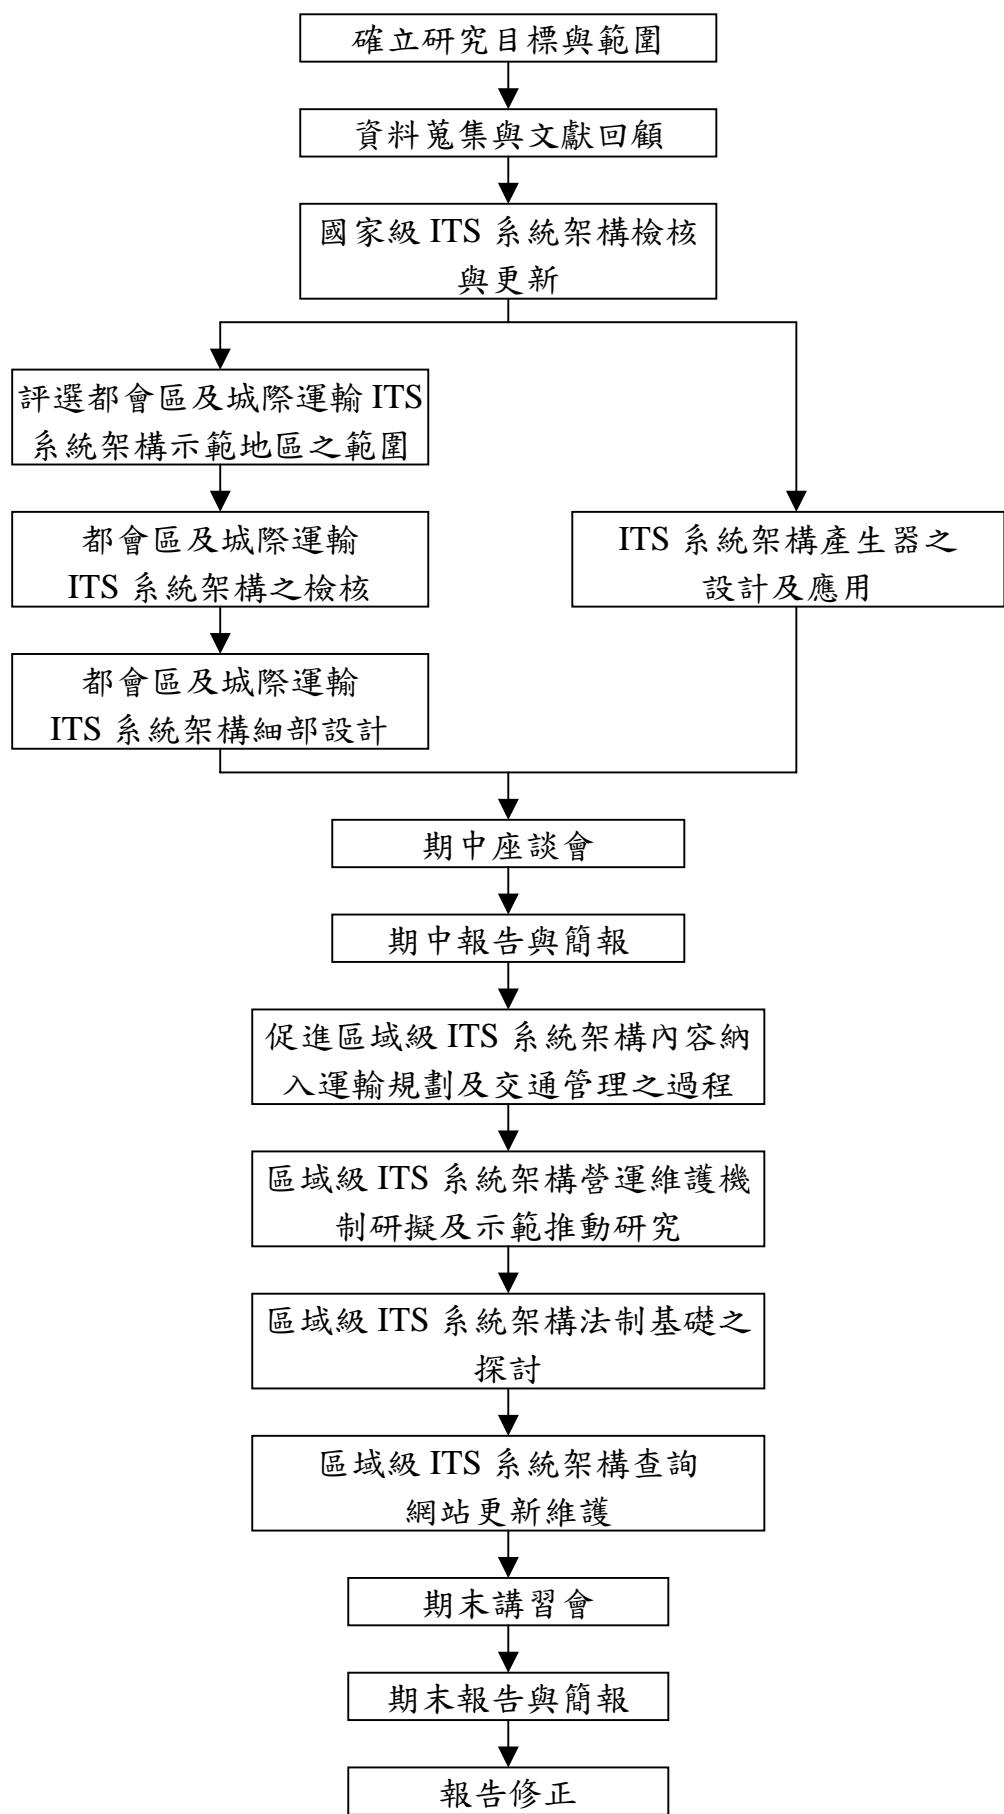 確立研究目標與範圍
資料蒐集與文獻回顧
國家級 ITS 系統架構檢核
與更新
評選都會區及城際運輸 ITS
系統架構示範地區之範圍
都會區及城際運輸
ITS 系統架構之檢核
都會區及城際運輸
ITS 系統架構細部設計
ITS 系統架構產生器之
設計及應用
期中座談會
期中報告與簡報
促進區域級 ITS 系統架構內容納
入運輸規劃及交通管理之過程
區域級 ITS 系統架構營運維護機
制研擬及示範推動研究
區域級 ITS 系統架構法制基礎之
探討
區域級 ITS 系統架構查詢
網站更新維護
期末講習會
期末報告與簡報
報告修正